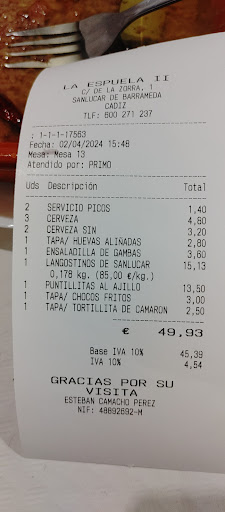 LA ESPUELA II
C/ DE LA ZORRA, 1
SANLUCAR DE BARRAMEDA
CADIZ
TLF: 600 271 237
: 1-1-1-17563
Fecha: 02/04/2024 15:46
Mesa: Mesa 13
Atendido por: PRIMO
Uds Descripción Total
2 SERVICIO PICOS 1,40
3 CERVEZA 4,80
2 CERVEZA SIN 3,20
1 TAPA/ HUEVAS ALIÑADAS 2,80
1 ENSALADILLA DE GAMBAS 3,60
1 LANGOSTINOS DE SANLUCAR 15,13
0,178 kg. (85,00 €/kg.)
1 PUNTILLITAS AL AJILLO 13,50
1 TAPA/ CHOCOS FRITOS 3,00
1 TAPA/ TORTILLITA DE CAMARON 2,50
€ 49,93
Base IVA 10% 45,39
IVA 10% 4,54
GRACIAS POR SU
VISITA
ESTEBAN CAMACHO PEREZ
NIF: 48892692-M